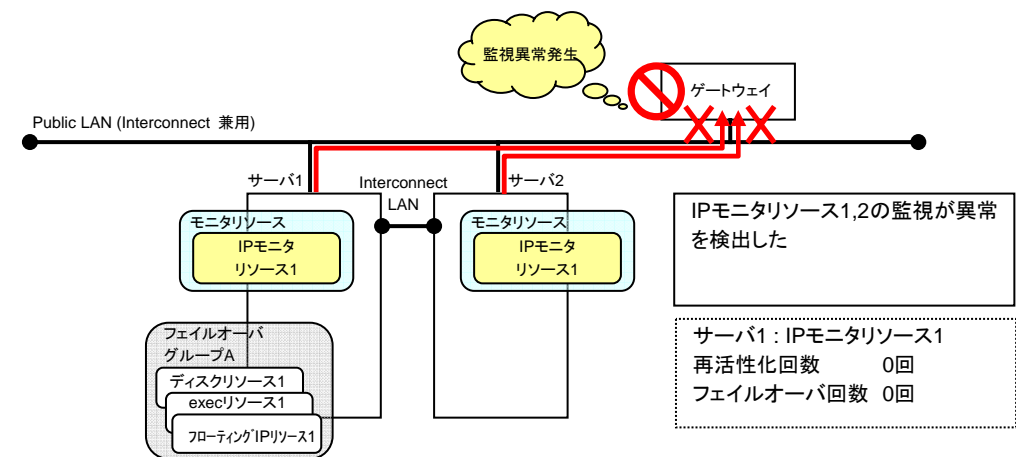 監視異常発生
ゲートウェイ
Public LAN (Interconnect 兼用)
サーバ1
Interconnect
LAN
サーバ2
モニタリソース
IPモニタ
リソース1
モニタリソース
IPモニタ
リソース1
IPモニタリソース1,2の監視が異常
を検出した
フェイルオーバ
グループA
ディスクリソース1
execリソース1
フローティングIPリソース1
サーバ1 : IPモニタリソース1
再活性化回数 0回
フェイルオーバ回数 0回